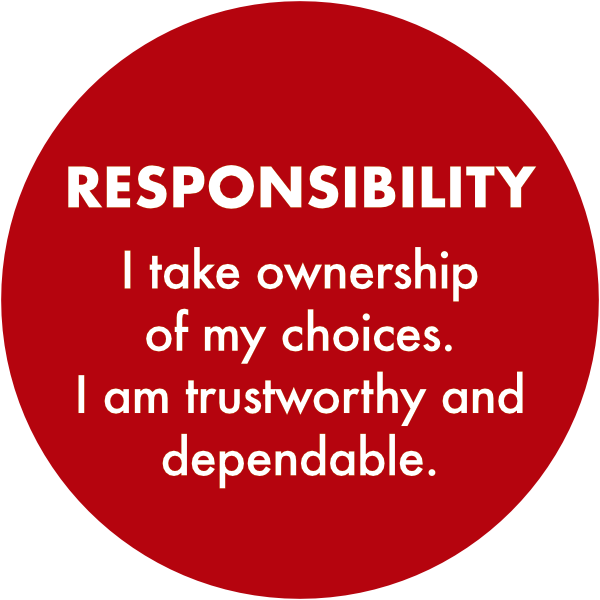 RESPONSIBILITY
I take ownership
of my choices.
I am trustworthy and
dependable.